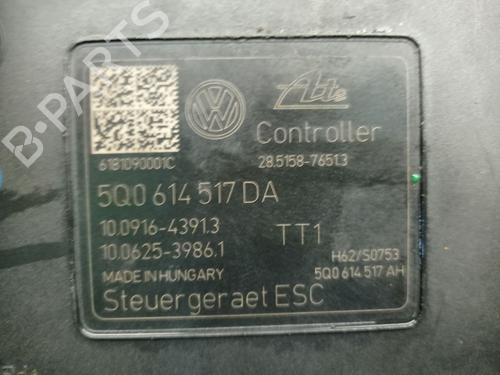 B-PARTS
VW
Ate
Controller
6181090001C
28.5158-7651.3
5Q0 614 517 DA
10.0916-4391.3
10.0625-3986.1
TT1
H62/S0753
MADE IN HUNGARY
5Q0 614 517 AH
Steuergeraet ESC